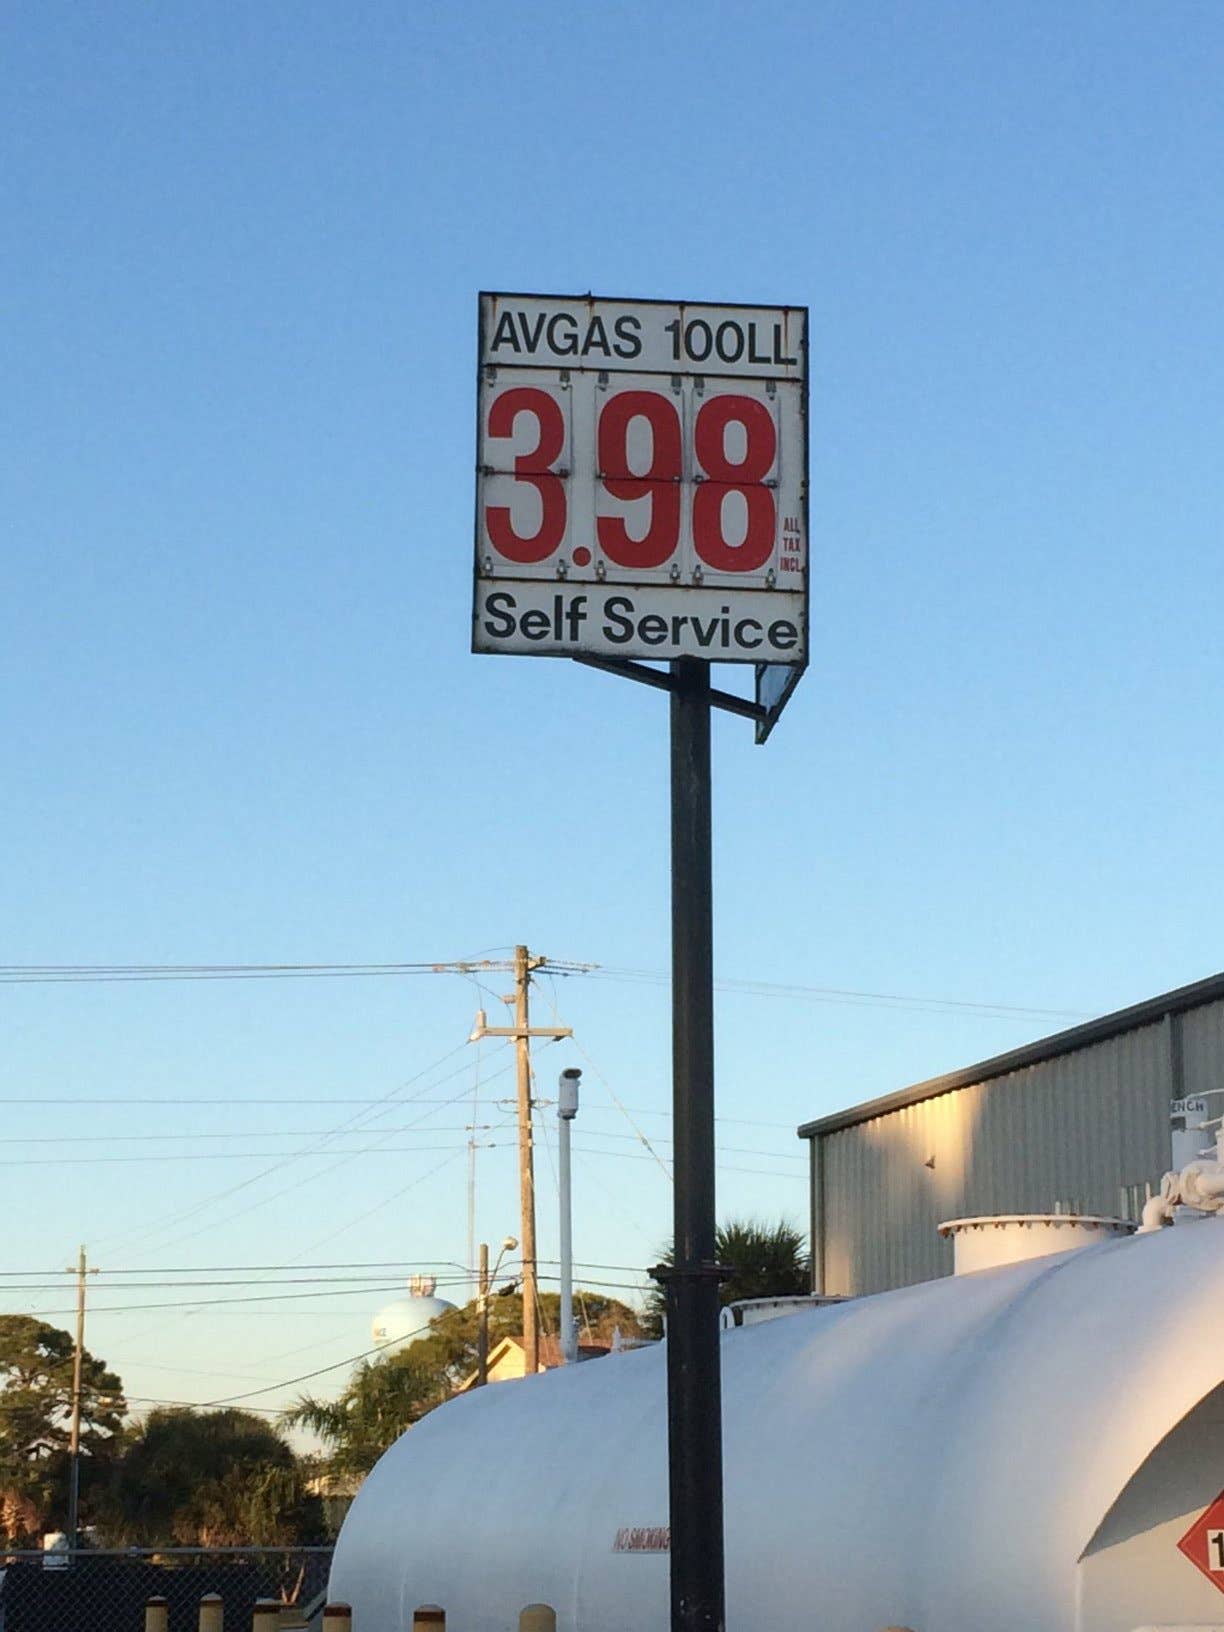 AVGAS 100LL
3.98
ALL
TAX
INCL.
Self Service
NO SMOKING